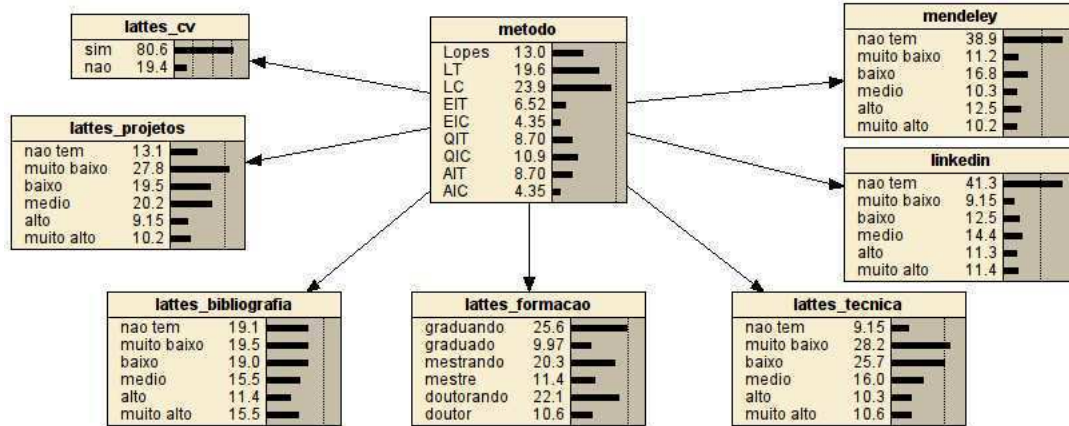 lattes_cv
sim 80.6
nao 19.4
metodo
Lopes 13.0
LT 19.6
LC 23.9
EIT 6.52
EIC 4.35
QIT 8.70
QIC 10.9
AIT 8.70
AIC 4.35
mendeley
nao tem 38.9
muito baixo 11.2
baixo 16.8
medio 10.3
alto 12.5
muito alto 10.2
lattes_projetos
nao tem 13.1
muito baixo 27.8
baixo 19.5
medio 20.2
alto 9.15
muito alto 10.2
linkedin
nao tem 41.3
muito baixo 9.15
baixo 12.5
medio 14.4
alto 11.3
muito alto 11.4
lattes_bibliografia
nao tem 19.1
muito baixo 19.5
baixo 19.0
medio 15.5
alto 11.4
muito alto 15.5
lattes_formacao
graduando 25.6
graduado 9.97
mestrando 20.3
mestre 11.4
doutorando 22.1
doutor 10.6
lattes_tecnica
nao tem 9.15
muito baixo 28.2
baixo 25.7
medio 16.0
alto 10.3
muito alto 10.6